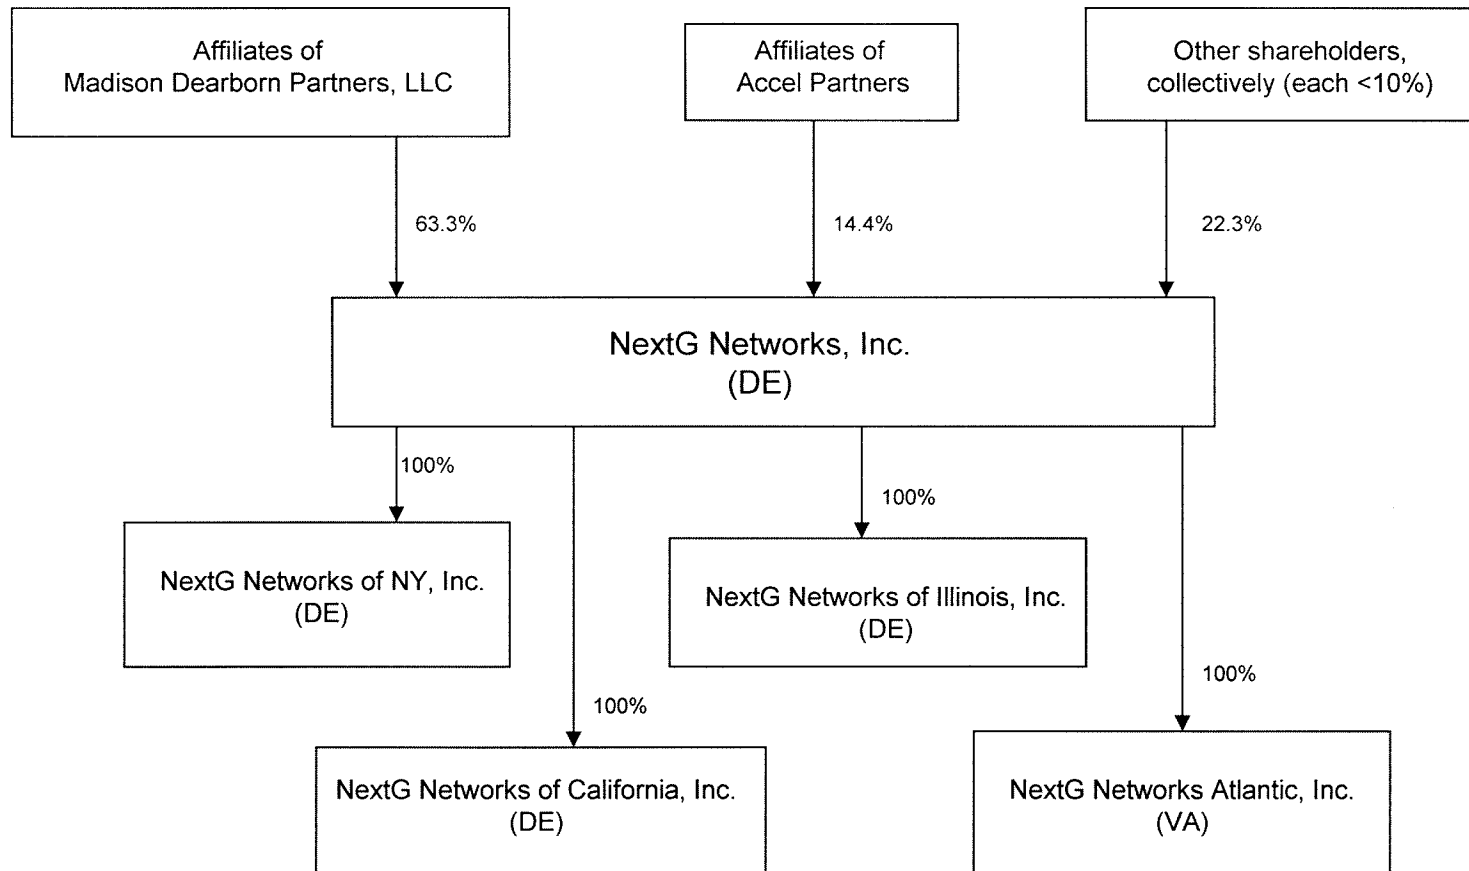 Affiliates of
Madison Dearborn Partners, LLC
Affiliates of
Accel Partners
Other shareholders,
collectively (each <10%)
63.3%
14.4%
22.3%
NextG Networks, Inc.
(DE)
100%
100%
NextG Networks of NY, Inc.
(DE)
NextG Networks of Illinois, Inc.
(DE)
100%
100%
NextG Networks of California, Inc.
(DE)
NextG Networks Atlantic, Inc.
(VA)